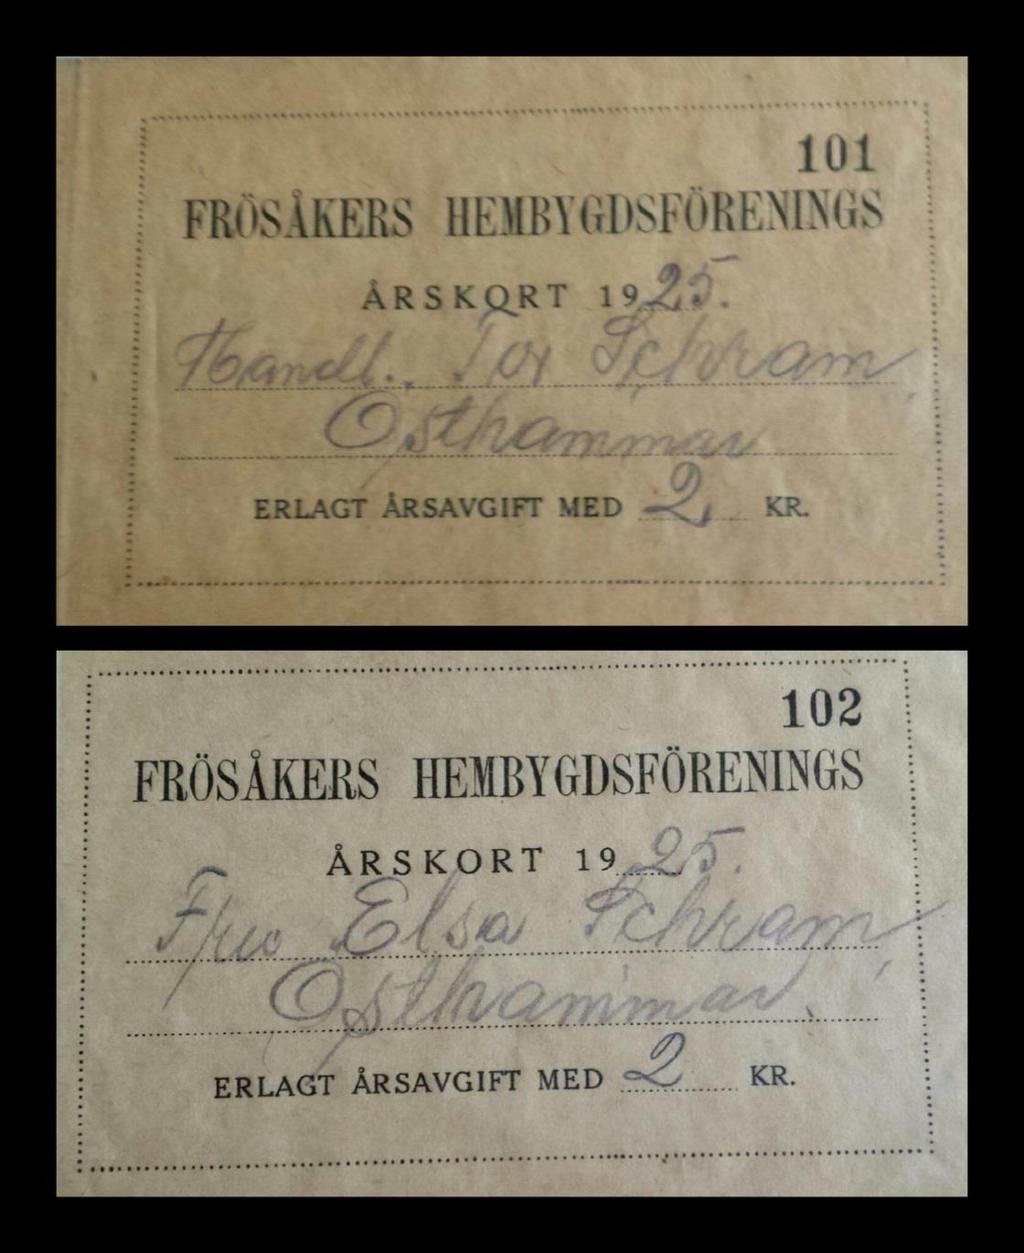 101
FRÖSÅKERS HEMBYGDSFÖRENINGS
ÅRSKORT 1925.
Handl. Tor Schram,
Östhammar
ERLAGT ÅRSAVGIFT MED 2 KR.
102
FRÖSÅKERS HEMBYGDSFÖRENINGS
ÅRSKORT 1925.
Fru Elsa Schram,
Östhammar.
ERLAGT ÅRSAVGIFT MED 2 KR.